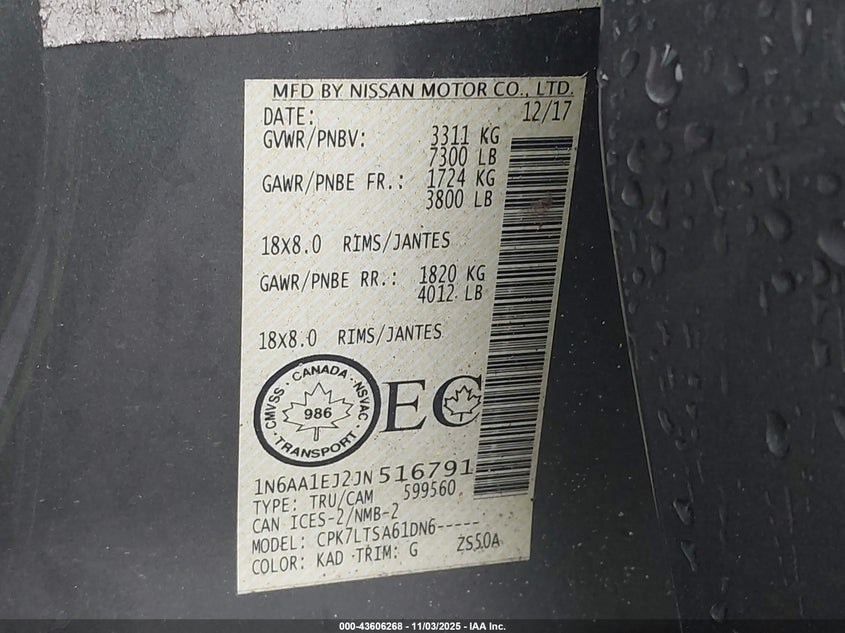 MFD BY NISSAN MOTOR CO., LTD.
DATE: 12/17
GVWR/PNBV: 3311 KG
7300 LB
GAWR/PNBE FR.: 1724 KG
3800 LB
18X8.0 RIMS/JANTES
GAWR/PNBE RR.: 1820 KG
4012 LB
18X8.0 RIMS/JANTES
CMVSS · CANADA · NSVAC · TRANSPORT ·
986
EC
1N6AA1EJ2JN516791
TYPE: TRU/CAM 599560
CAN ICES-2/NMB-2
MODEL: CPK7LTSA61DN6-----
COLOR: KAD TRIM: G ZS50A
000-43606268 - 11/03/2025 - IAA Inc.